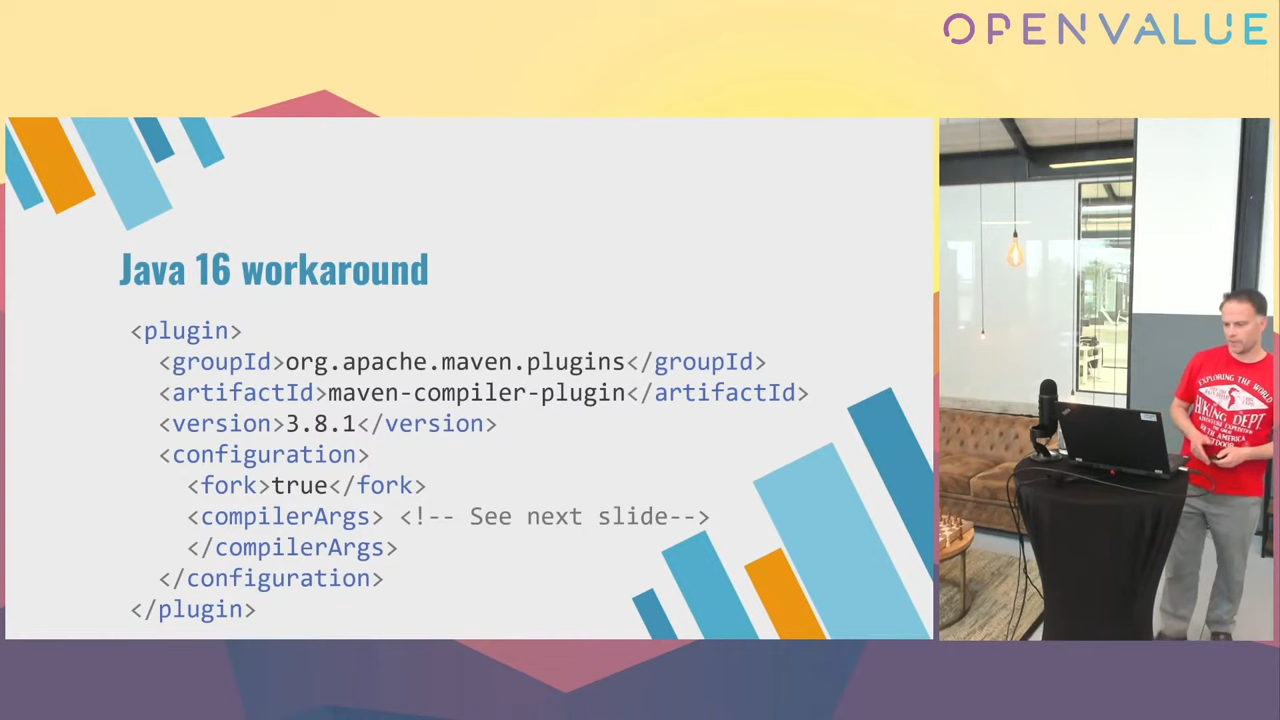 OPENVALUE
Java 16 workaround
<plugin>
<groupId>org.apache.maven.plugins</groupId>
<artifactId>maven-compiler-plugin</artifactId>
<version>3.8.1</version>
<configuration>
<fork>true</fork>
<compilerArgs> <!-- See next slide-->
</compilerArgs>
</configuration>
</plugin>
EXPLORING THE WORLD
HIKING DEPT.